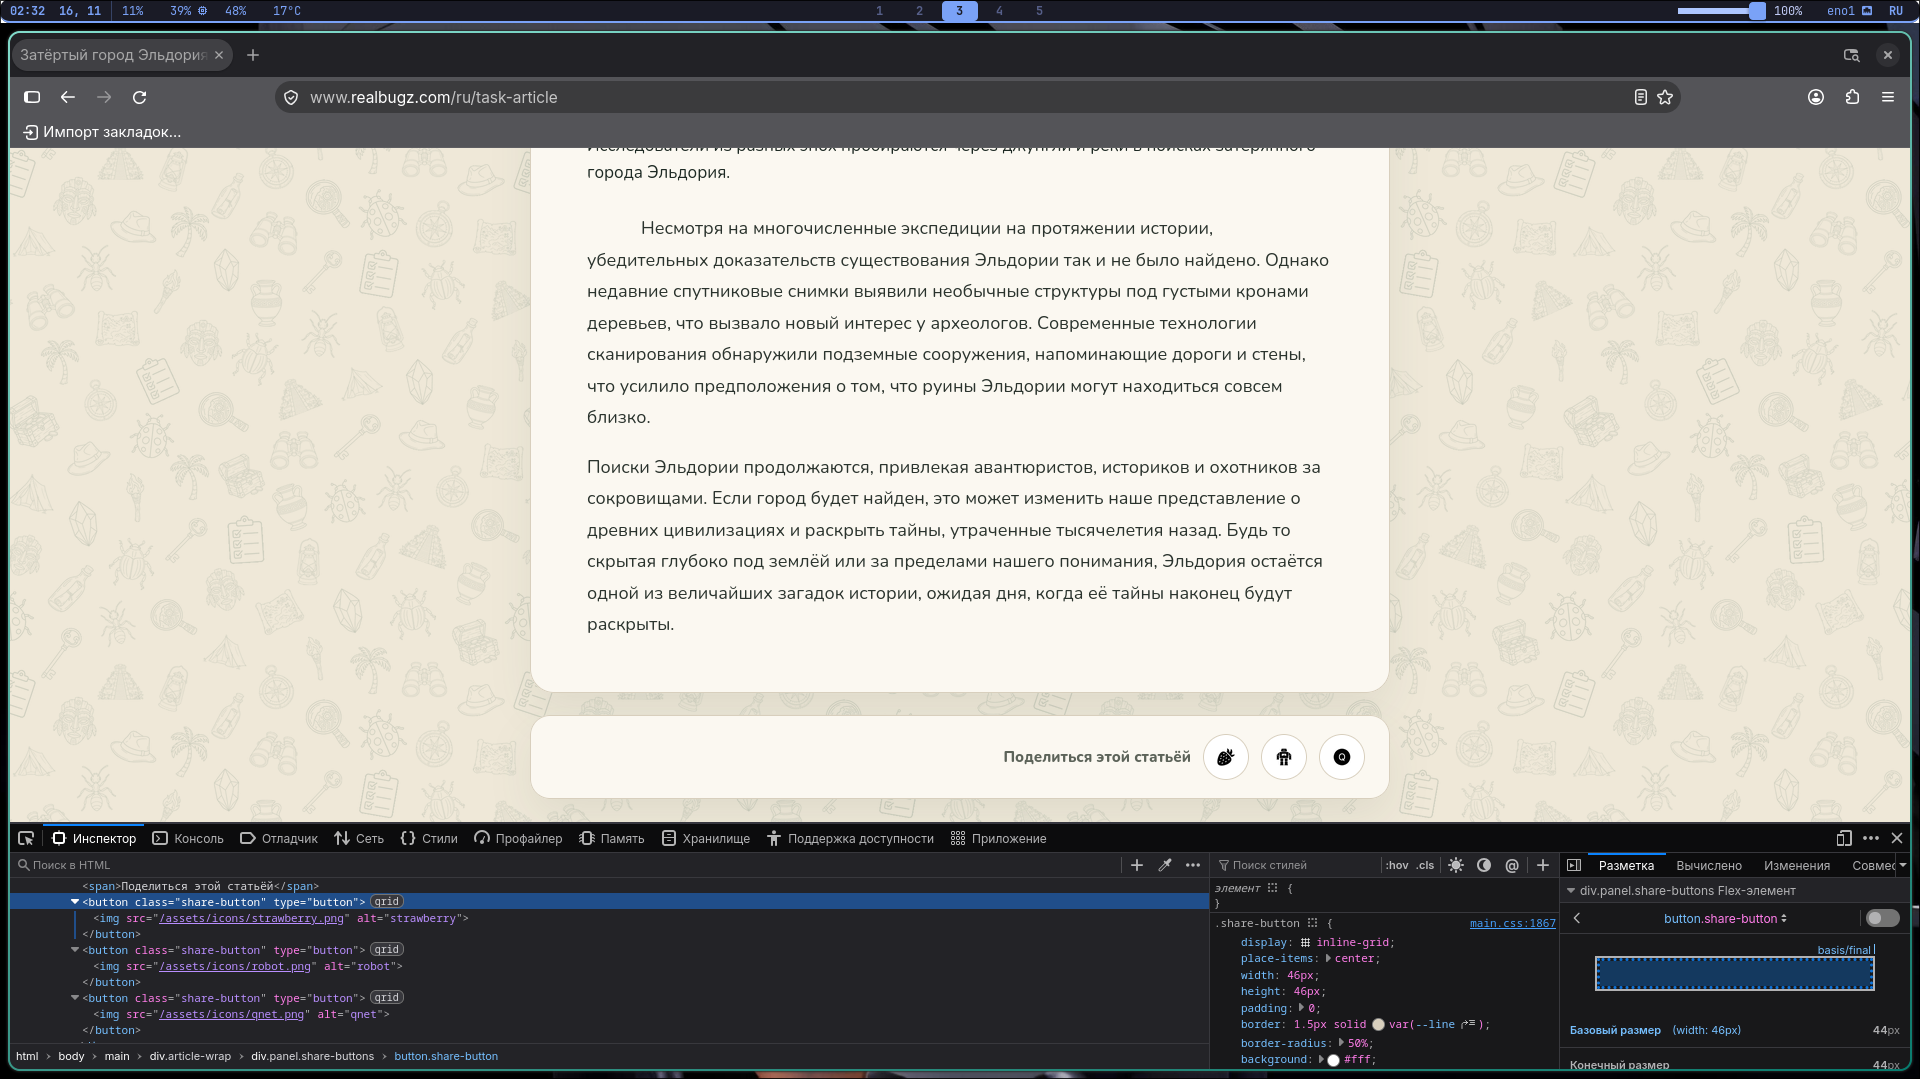 02:32 16, 11 11% 39% 48% 17°C 1 2 3 4 5 100% eno1 RU
Затёртый город Эльдория
www.realbugz.com/ru/task-article
Импорт закладок...
Исследователи из разных эпох пробираются через джунгли и реки в поисках затерянного
города Эльдория.
Несмотря на многочисленные экспедиции на протяжении истории,
убедительных доказательств существования Эльдории так и не было найдено. Однако
недавние спутниковые снимки выявили необычные структуры под густыми кронами
деревьев, что вызвало новый интерес у археологов. Современные технологии
сканирования обнаружили подземные сооружения, напоминающие дороги и стены,
что усилило предположения о том, что руины Эльдории могут находиться совсем
близко.
Поиски Эльдории продолжаются, привлекая авантюристов, историков и охотников за
сокровищами. Если город будет найден, это может изменить наше представление о
древних цивилизациях и раскрыть тайны, утраченные тысячелетия назад. Будь то
скрытая глубоко под землёй или за пределами нашего понимания, Эльдория остаётся
одной из величайших загадок истории, ожидая дня, когда её тайны наконец будут
раскрыты.
Поделиться этой статьёй
Q
Инспектор Консоль Отладчик Сеть Стили Профайлер Память Хранилище Поддержка доступности Приложение
Поиск в HTML
<span>Поделиться этой статьёй</span>
<button class="share-button" type="button"> grid
<img src="/assets/icons/strawberry.png" alt="strawberry">
</button>
<button class="share-button" type="button"> grid
<img src="/assets/icons/robot.png" alt="robot">
</button>
<button class="share-button" type="button"> grid
<img src="/assets/icons/qnet.png" alt="qnet">
</button>
html body main div.article-wrap div.panel.share-buttons button.share-button
Поиск стилей :hov .cls
элемент {
}
.share-button { main.css:1867
display: inline-grid;
place-items: center;
width: 46px;
height: 46px;
padding: 0;
border: 1.5px solid var(--line );
border-radius: 50%;
background: #fff;
Разметка Вычислено Изменения Совмес
div.panel.share-buttons Flex-элемент
button.share-button
basis/final
Базовый размер (width: 46px) 44px
Конечный размер 44px